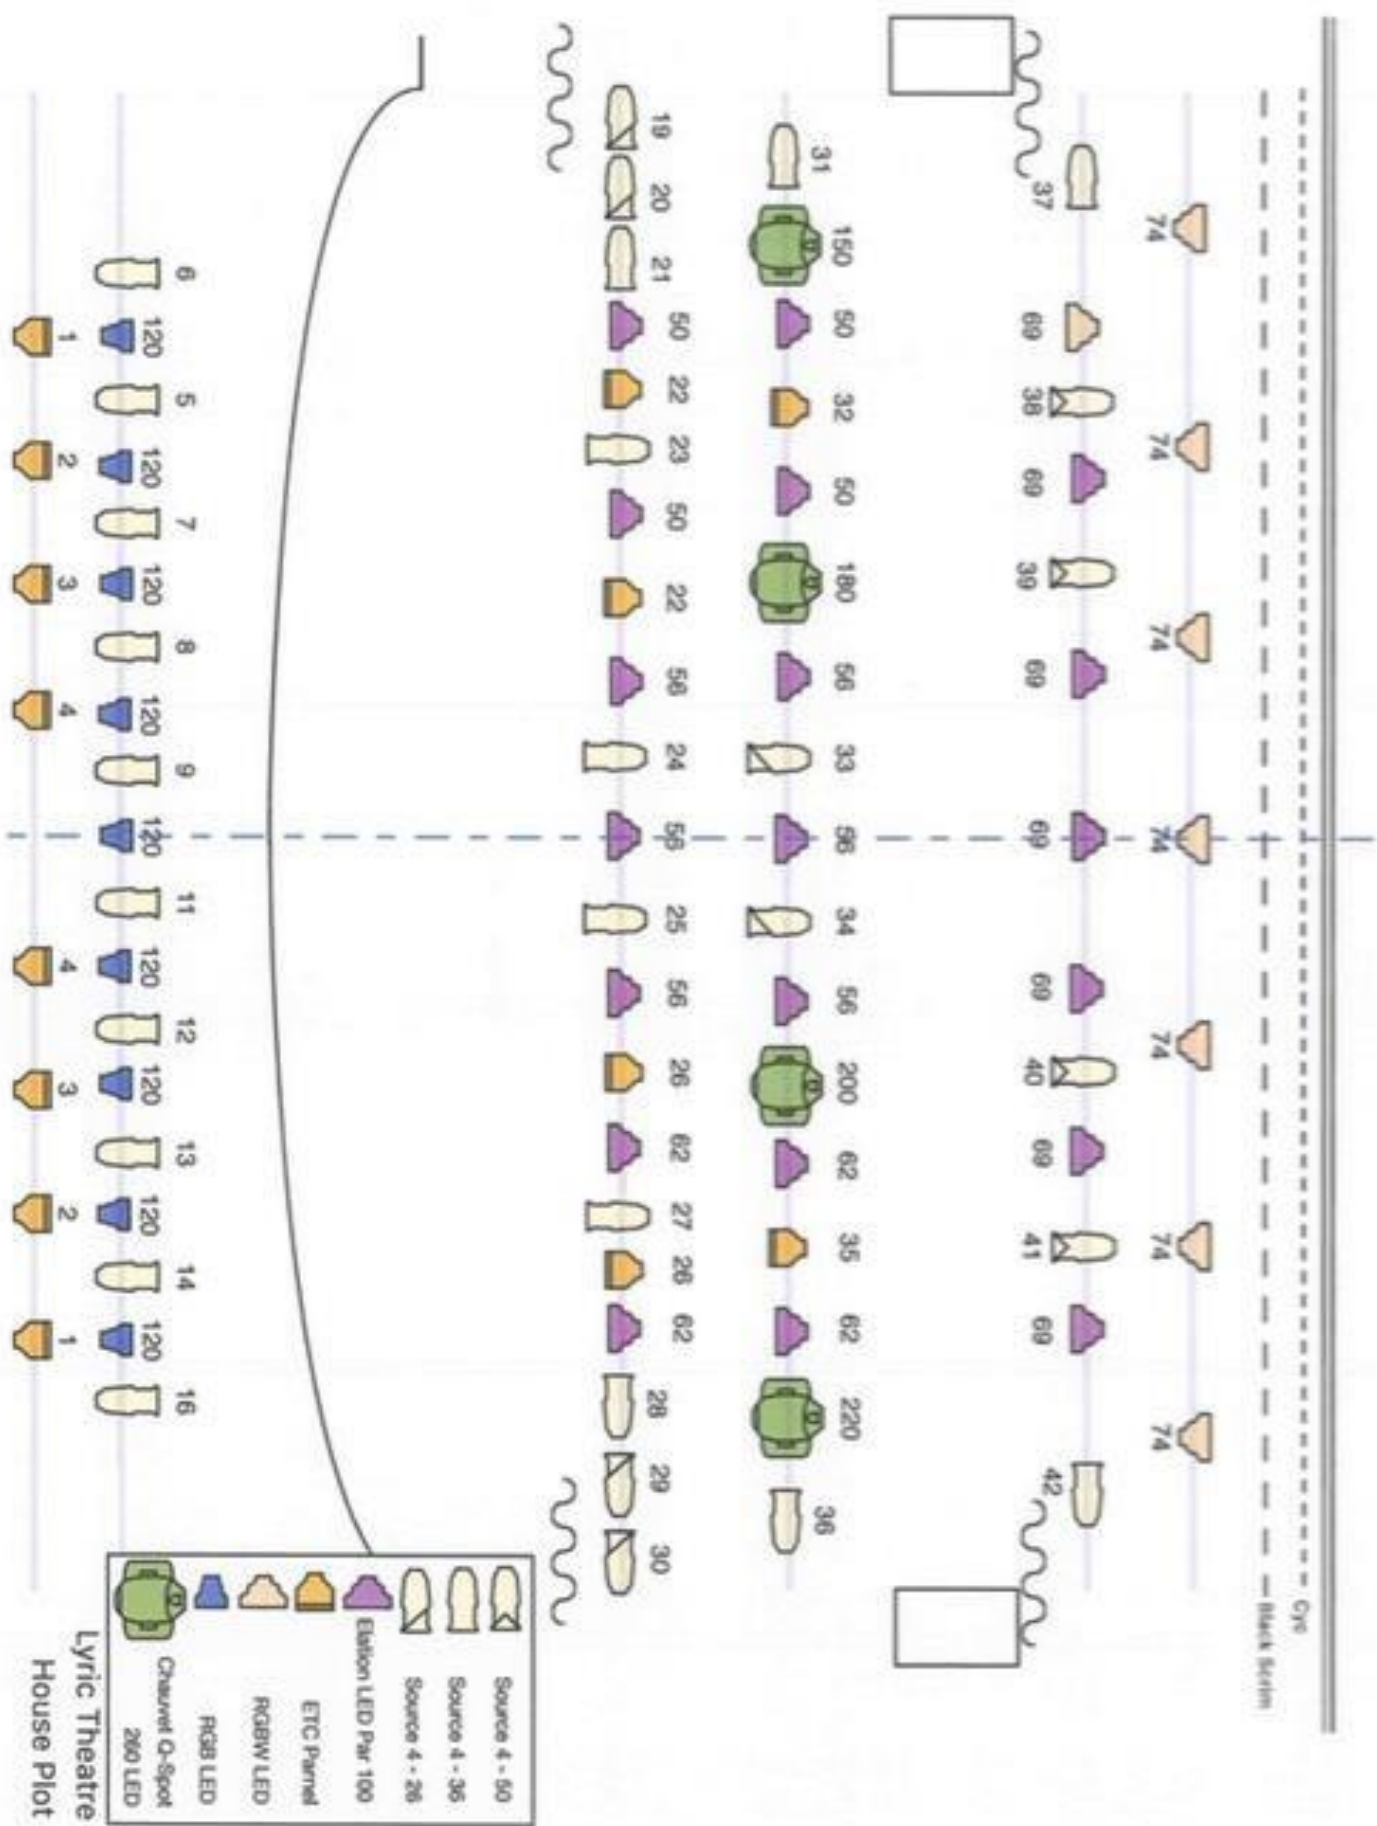 Cyc
Black Scrim
74 74 74 74 74 74 74
37 69 38 69 39 69 69 69 40 69 41 69 42
31 150 50 32 50 180 56 33 56 34 56 200 62 35 62 220 36
19 20 21 50 22 23 50 22 56 24 56 25 56 26 62 27 26 62 28 29 30
6 5 7 8 9 11 12 13 14 16
120 120 120 120 120 120 120 120 120
1 2 3 4 4 3 2 1
Source 4 - 50
Source 4 - 36
Source 4 - 26
Elation LED Par 100
ETC Parnel
RGBW LED
RGB LED
Chauvet Q-Spot
260 LED
Lyric Theatre
House Plot